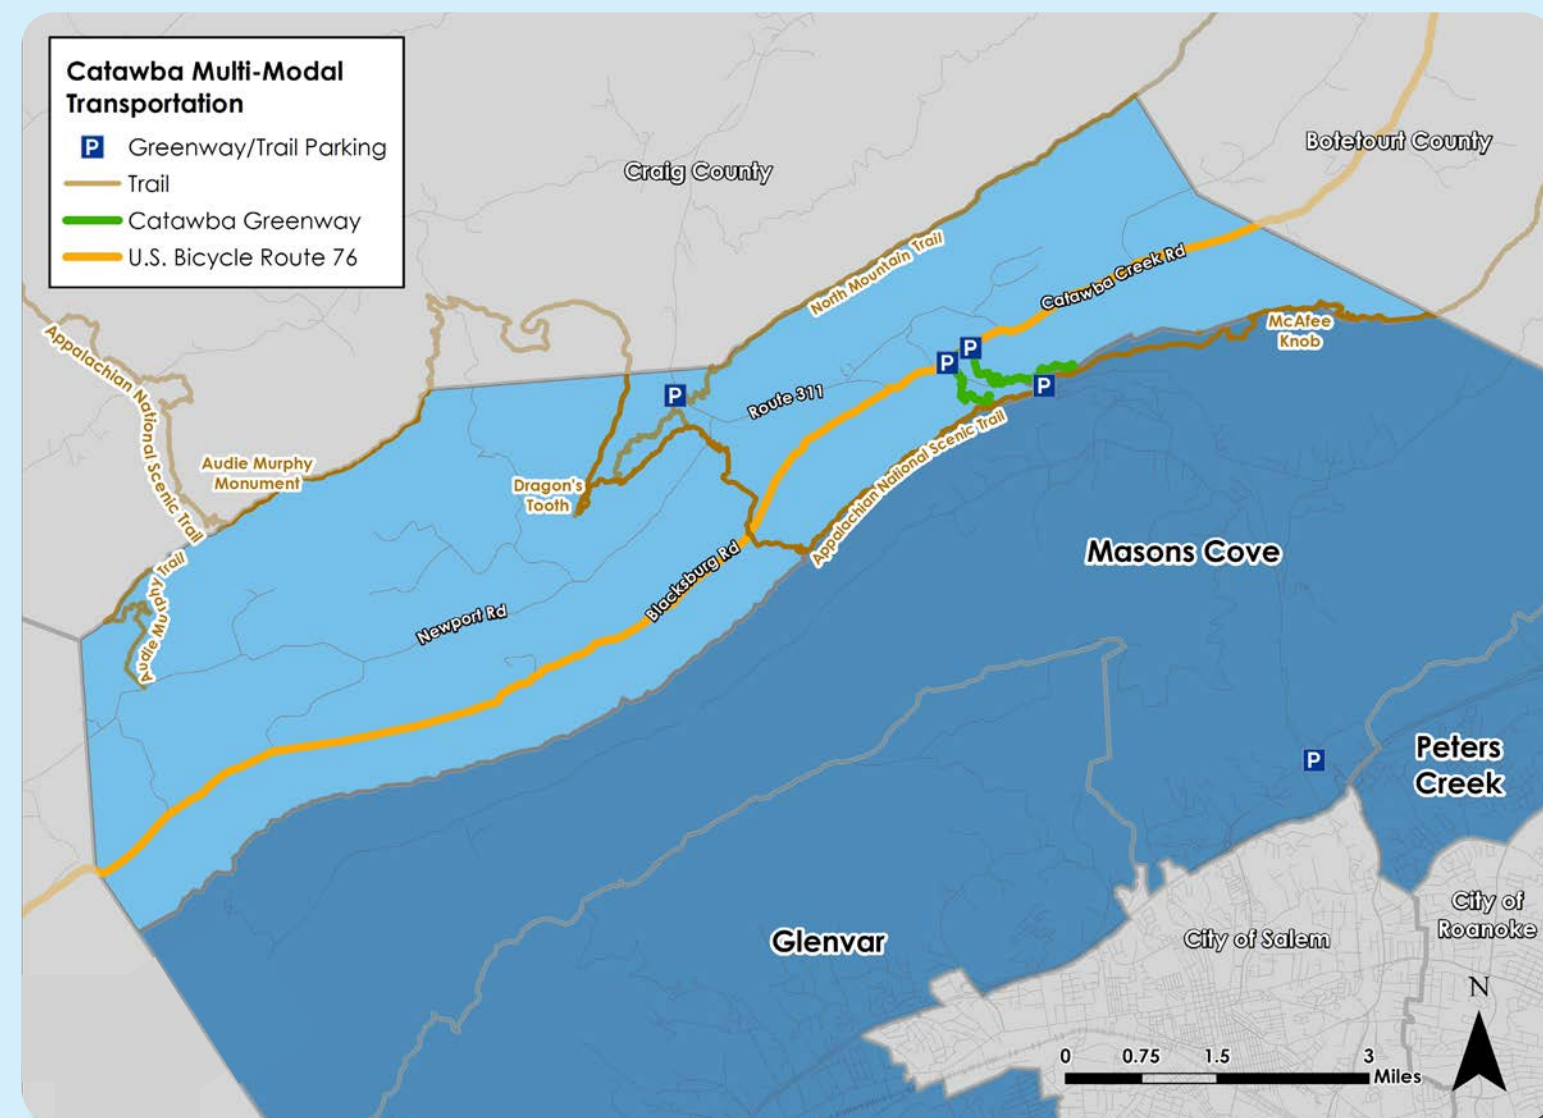 Catawba Multi-Modal
Transportation
P Greenway/Trail Parking
Trail
Catawba Greenway
U.S. Bicycle Route 76
Craig County
Botetourt County
North Mountain Trail
Catawba Creek Rd
McAfee
Knob
Appalachian National Scenic Trail
P
P
P
P
Route 311
Audie Murphy
Monument
Dragon's
Tooth
Appalachian National Scenic Trail
Audie Murphy Trail
Blacksburg Rd
Newport Rd
Masons Cove
P
Peters
Creek
Glenvar
City of Salem
City of
Roanoke
N
0 0.75 1.5 3
Miles